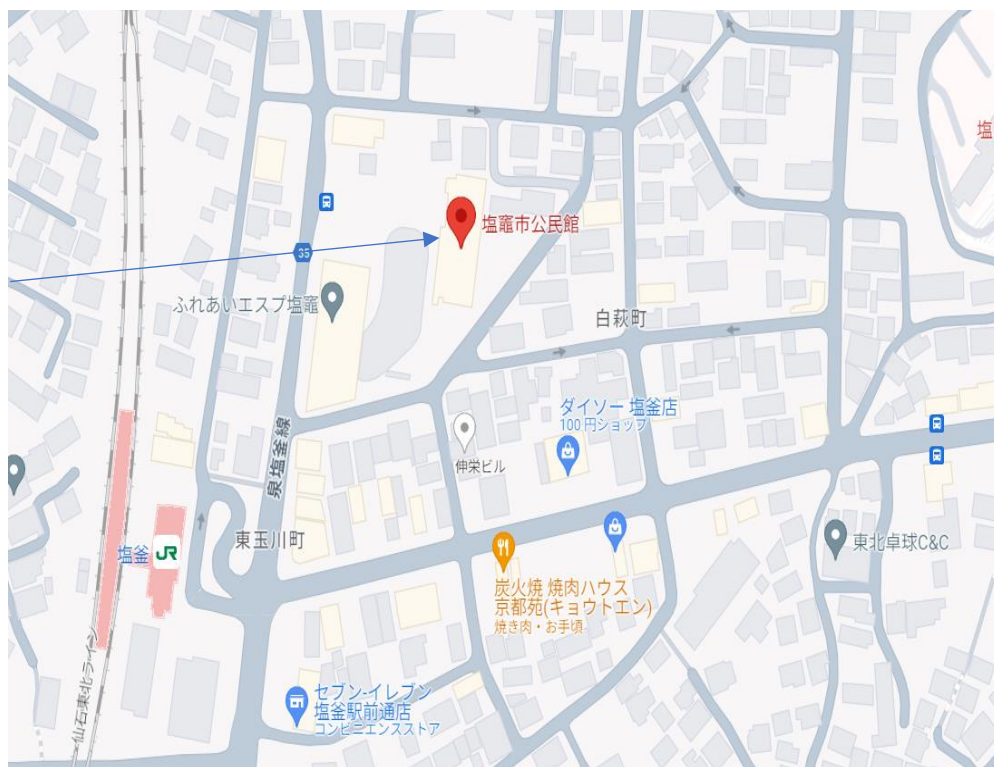 塩
塩竈市公民館
35
ふれあいエスプ塩竈
白萩町
ダイソー 塩釜店
100 円ショップ
泉塩釜線
伸栄ビル
東玉川町
塩釜
JR
東北卓球C&C
炭火焼 焼肉ハウス
京都苑(キョウトエン)
焼き肉・お手頃
仙石東北ライン
セブン-イレブン
塩釜駅前通店
コンビニエンスストア